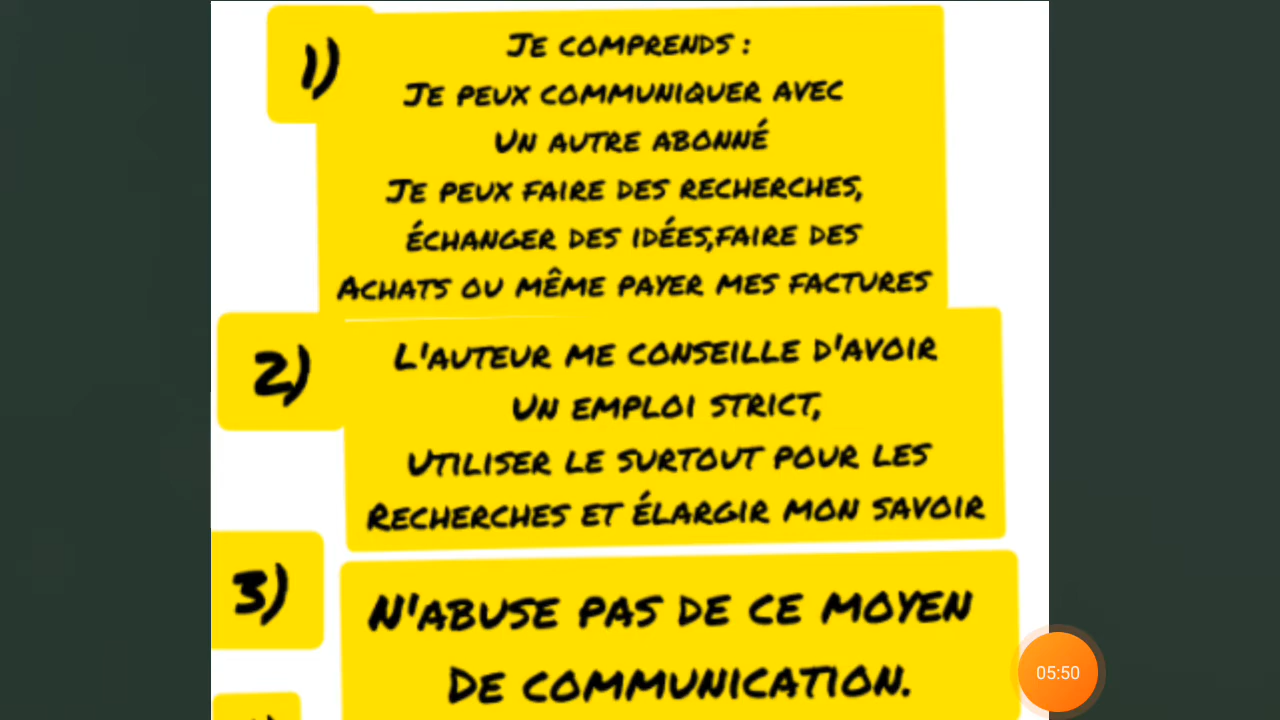 1)
Je comprends :
Je peux communiquer avec
Un autre abonné
Je peux faire des recherches,
échanger des idées,faire des
Achats ou même payer mes factures
2)
L'auteur me conseille d'avoir
Un emploi strict,
Utiliser le surtout pour les
Recherches et élargir mon savoir
3)
N'abuse pas de ce moyen
De communication.
05:50